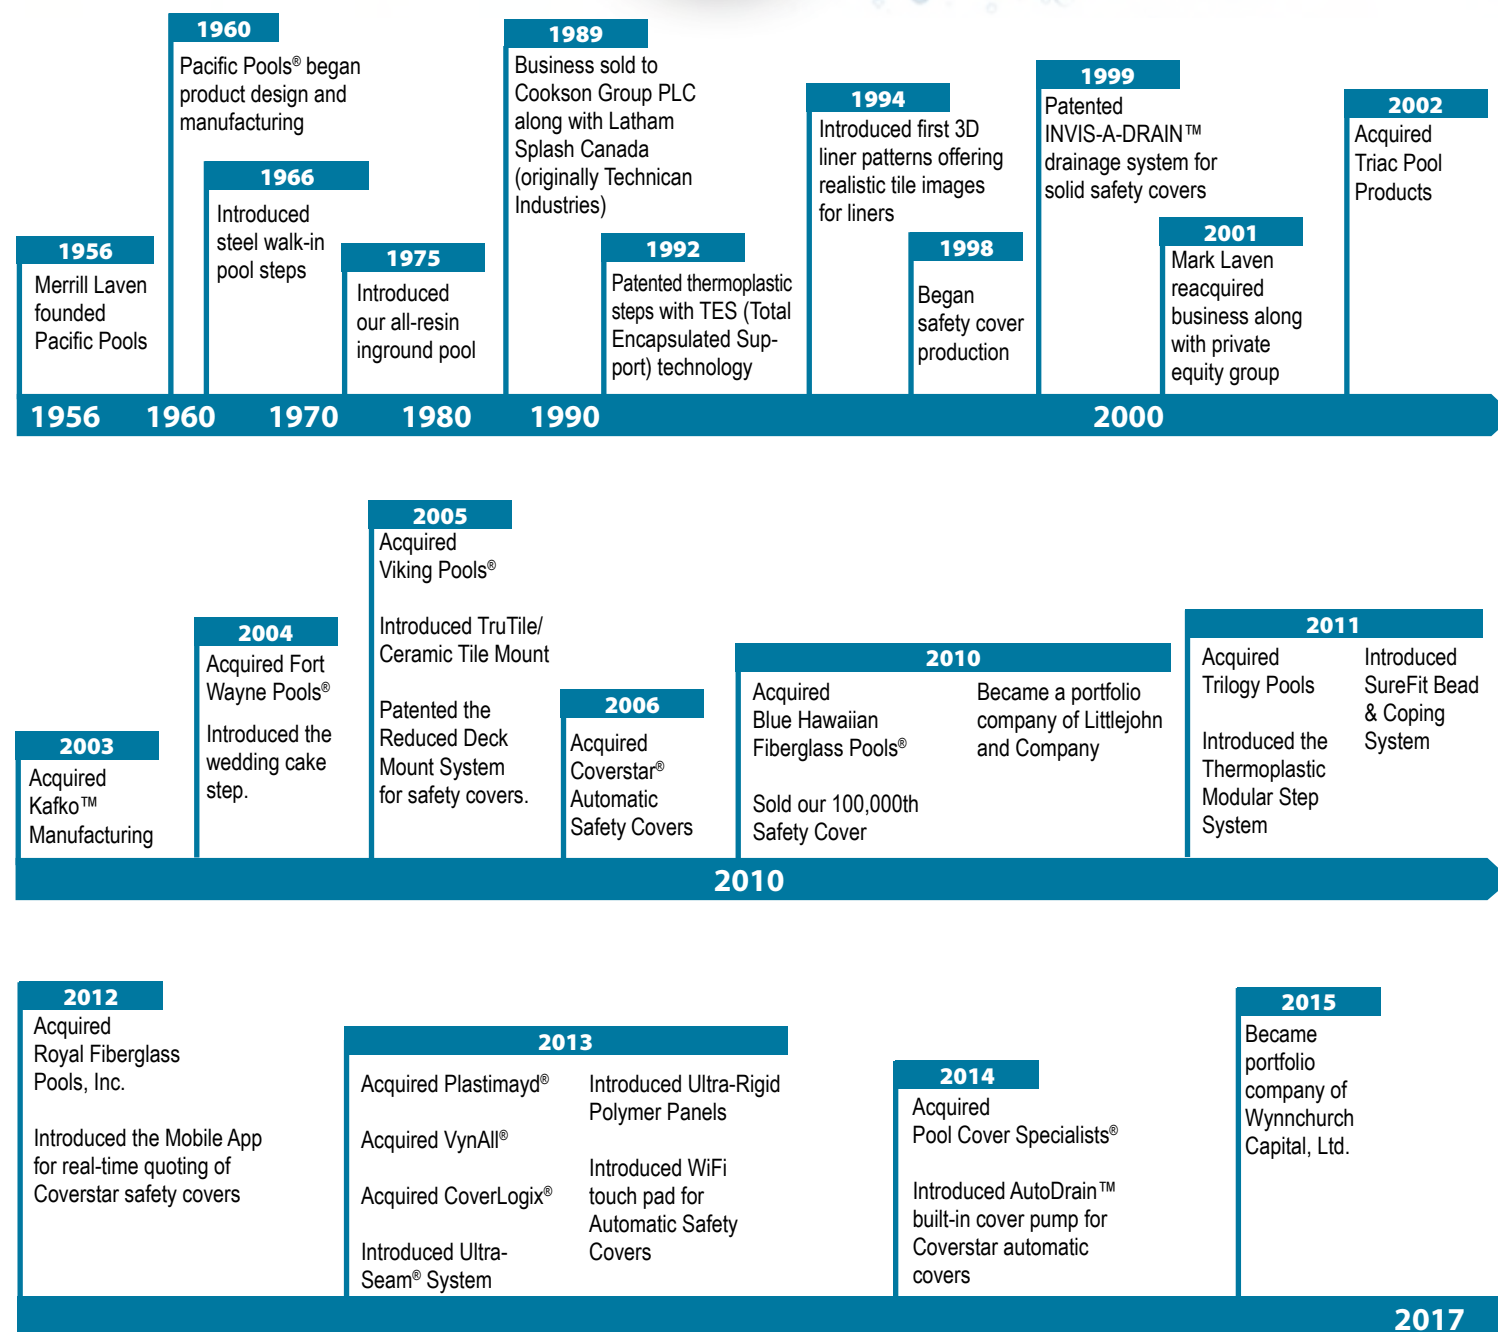 1960
Pacific Pools® began
product design and
manufacturing
1989
Business sold to
Cookson Group PLC
along with Latham
Splash Canada
(originally Technican
Industries)
1994
Introduced first 3D
liner patterns offering
realistic tile images
for liners
1999
Patented
INVIS-A-DRAIN™
drainage system for
solid safety covers
2002
Acquired
Triac Pool
Products
1956
Merrill Laven
founded
Pacific Pools
1966
Introduced
steel walk-in
pool steps
1975
Introduced
our all-resin
inground pool
1992
Patented thermoplastic
steps with TES (Total
Encapsulated Sup-
port) technology
1998
Began
safety cover
production
2001
Mark Laven
reacquired
business along
with private
equity group
1956 1960 1970 1980 1990 2000
2003
Acquired
Kafko™
Manufacturing
2004
Acquired Fort
Wayne Pools®
Introduced the
wedding cake
step.
2005
Acquired
Viking Pools®
Introduced TruTile/
Ceramic Tile Mount
Patented the
Reduced Deck
Mount System
for safety covers.
2006
Acquired
Coverstar®
Automatic
Safety Covers
2010
Acquired
Blue Hawaiian
Fiberglass Pools®
Sold our 100,000th
Safety Cover
Became a portfolio
company of Littlejohn
and Company
2011
Acquired
Trilogy Pools
Introduced the
Thermoplastic
Modular Step
System
Introduced
SureFit Bead
& Coping
System
2010
2012
Acquired
Royal Fiberglass
Pools, Inc.
Introduced the Mobile App
for real-time quoting of
Coverstar safety covers
2013
Acquired Plastimayd®
Acquired VynAll®
Acquired CoverLogix®
Introduced Ultra-
Seam® System
Introduced Ultra-Rigid
Polymer Panels
Introduced WiFi
touch pad for
Automatic Safety
Covers
2014
Acquired
Pool Cover Specialists®
Introduced AutoDrain™
built-in cover pump for
Coverstar automatic
covers
2015
Became
portfolio
company of
Wynnchurch
Capital, Ltd.
2017